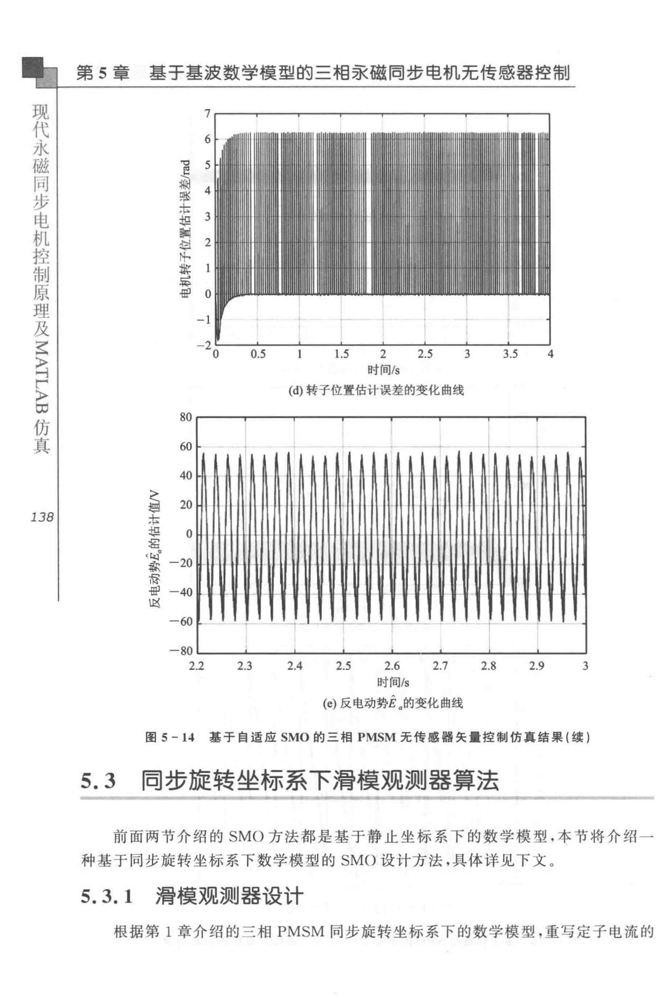 第 5 章 基于基波数学模型的三相永磁同步电机无传感器控制
现代永磁同步电机控制原理及MATLAB仿真
138
7
6
5
4
3
2
1
0
−1
−2
电机转子位置估计误差/rad
0 0.5 1 1.5 2 2.5 3 3.5 4
时间/s
(d) 转子位置估计误差的变化曲线
80
60
40
20
0
−20
−40
−60
−80
反电动势Êα的估计值/V
2.2 2.3 2.4 2.5 2.6 2.7 2.8 2.9 3
时间/s
(e) 反电动势Êα的变化曲线
图 5-14 基于自适应 SMO 的三相 PMSM 无传感器矢量控制仿真结果(续)
5.3 同步旋转坐标系下滑模观测器算法
前面两节介绍的 SMO 方法都是基于静止坐标系下的数学模型,本节将介绍一
种基于同步旋转坐标系下数学模型的 SMO 设计方法,具体详见下文。
5.3.1 滑模观测器设计
根据第 1 章介绍的三相 PMSM 同步旋转坐标系下的数学模型,重写定子电流的